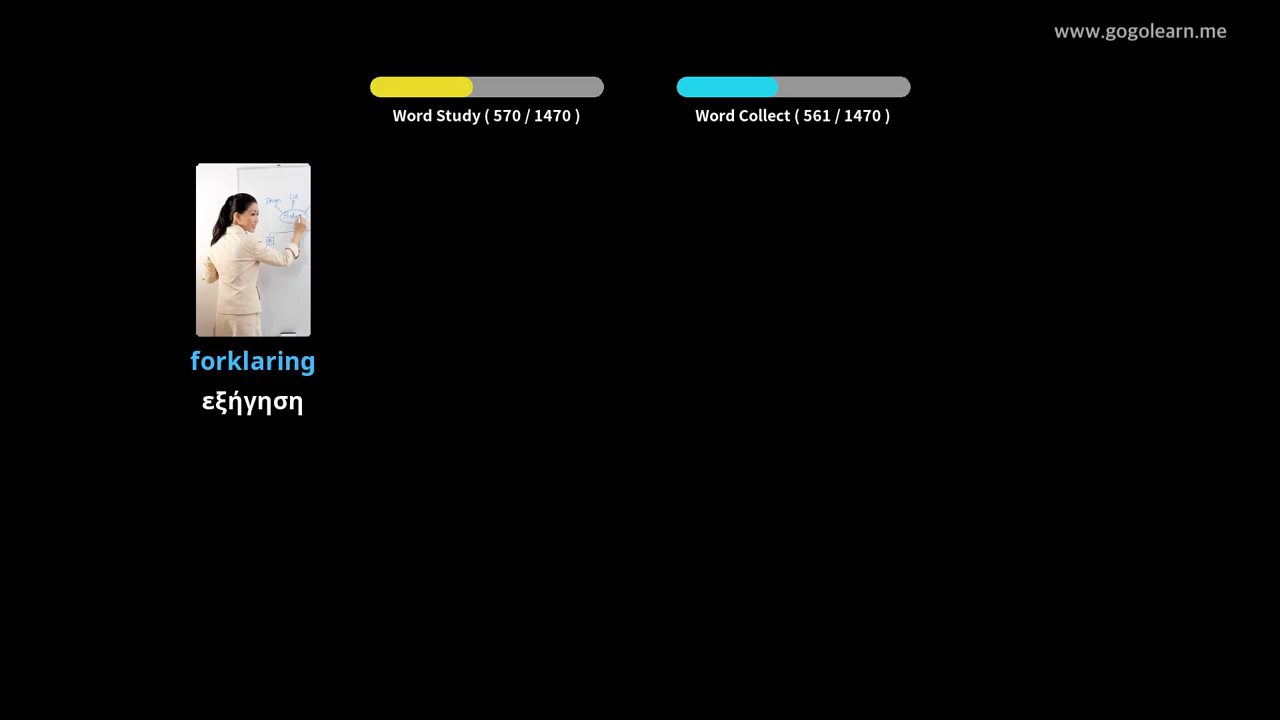 www.gogolearn.me
Word Study ( 570 / 1470 )
Word Collect ( 561 / 1470 )
forklaring
εξήγηση